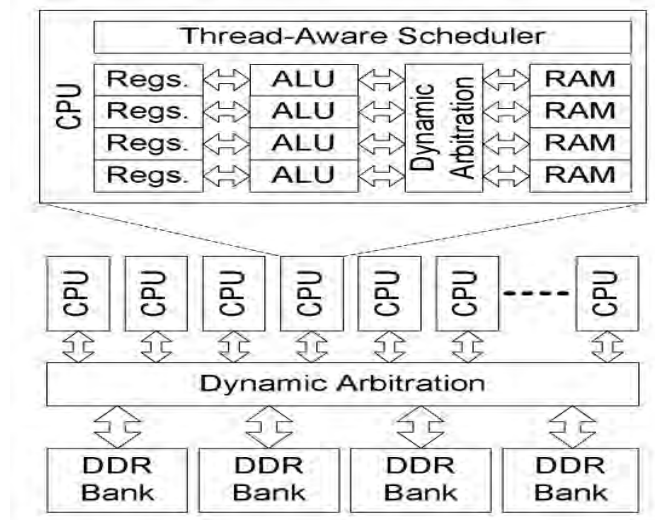 Thread-Aware Scheduler
CPU
Regs. ALU Dynamic Arbitration RAM
Regs. ALU RAM
Regs. ALU RAM
Regs. ALU RAM
CPU CPU CPU CPU CPU CPU CPU
Dynamic Arbitration
DDR Bank
DDR Bank
DDR Bank
DDR Bank